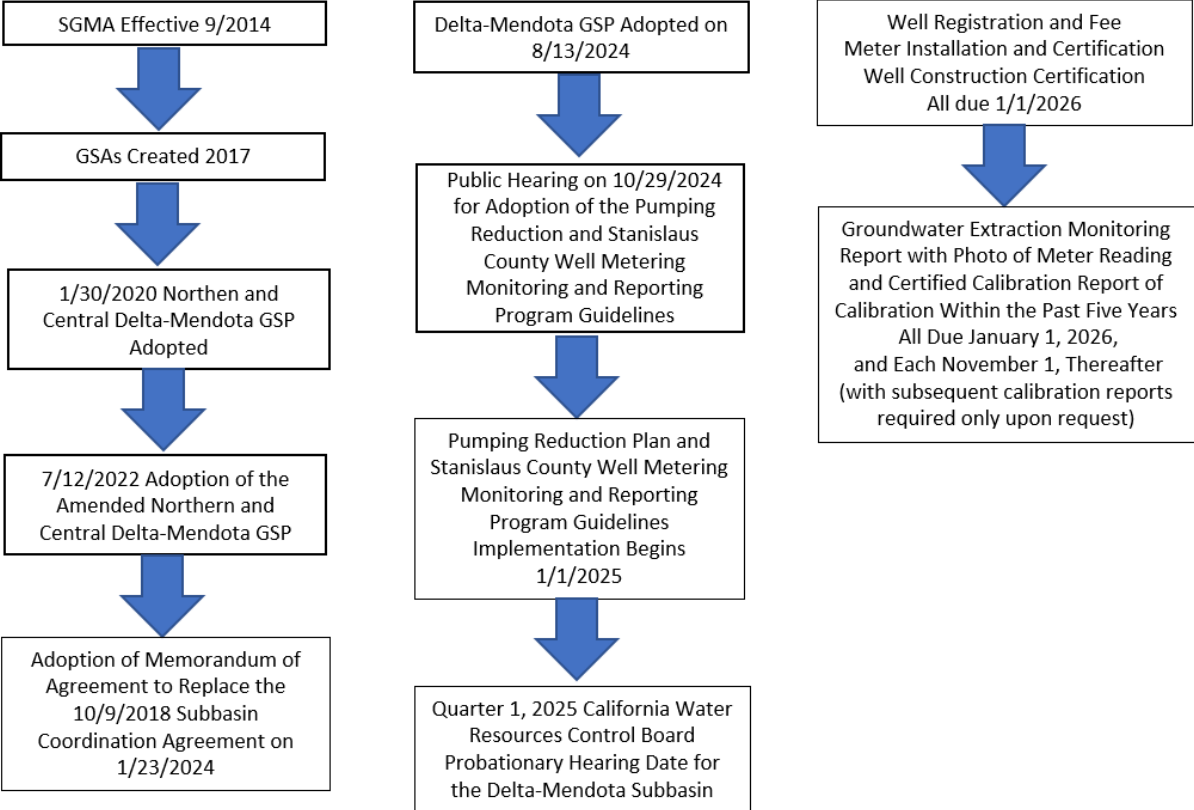 SGMA Effective 9/2014
GSAs Created 2017
1/30/2020 Northen and
Central Delta-Mendota GSP
Adopted
7/12/2022 Adoption of the
Amended Northern and
Central Delta-Mendota GSP
Adoption of Memorandum of
Agreement to Replace the
10/9/2018 Subbasin
Coordination Agreement on
1/23/2024
Delta-Mendota GSP Adopted on
8/13/2024
Public Hearing on 10/29/2024
for Adoption of the Pumping
Reduction and Stanislaus
County Well Metering
Monitoring and Reporting
Program Guidelines
Pumping Reduction Plan and
Stanislaus County Well Metering
Monitoring and Reporting
Program Guidelines
Implementation Begins
1/1/2025
Quarter 1, 2025 California Water
Resources Control Board
Probationary Hearing Date for
the Delta-Mendota Subbasin
Well Registration and Fee
Meter Installation and Certification
Well Construction Certification
All due 1/1/2026
Groundwater Extraction Monitoring
Report with Photo of Meter Reading
and Certified Calibration Report of
Calibration Within the Past Five Years
All Due January 1, 2026,
and Each November 1, Thereafter
(with subsequent calibration reports
required only upon request)